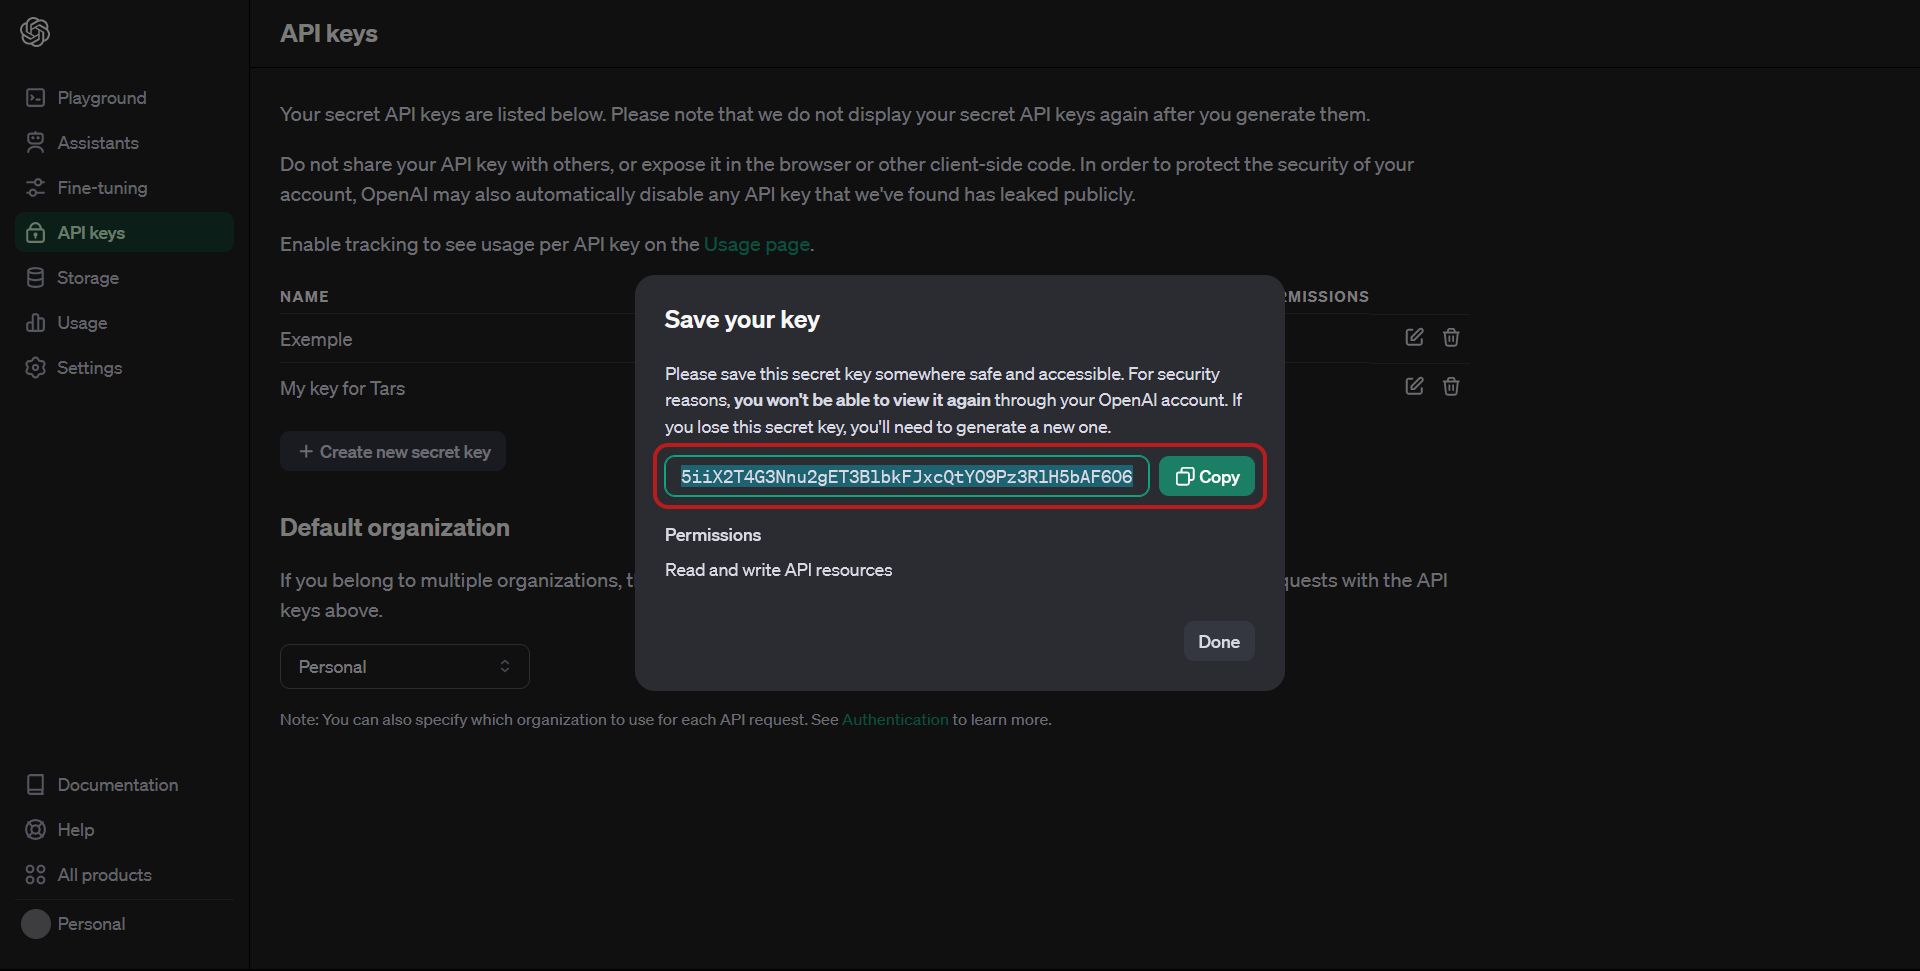 API keys
Playground
Assistants
Fine-tuning
API keys
Storage
Usage
Settings
Documentation
Help
All products
Personal
Your secret API keys are listed below. Please note that we do not display your secret API keys again after you generate them.
Do not share your API key with others, or expose it in the browser or other client-side code. In order to protect the security of your
account, OpenAI may also automatically disable any API key that we've found has leaked publicly.
Enable tracking to see usage per API key on the Usage page.
NAME
RMISSIONS
Exemple
My key for Tars
+ Create new secret key
Default organization
If you belong to multiple organizations, t
quests with the API
keys above.
Personal
Note: You can also specify which organization to use for each API request. See Authentication to learn more.
Save your key
Please save this secret key somewhere safe and accessible. For security
reasons, you won't be able to view it again through your OpenAI account. If
you lose this secret key, you'll need to generate a new one.
5iiX2T4G3Nnu2gET3BlbkFJxcQtYO9Pz3RlH5bAF6O6
Copy
Permissions
Read and write API resources
Done